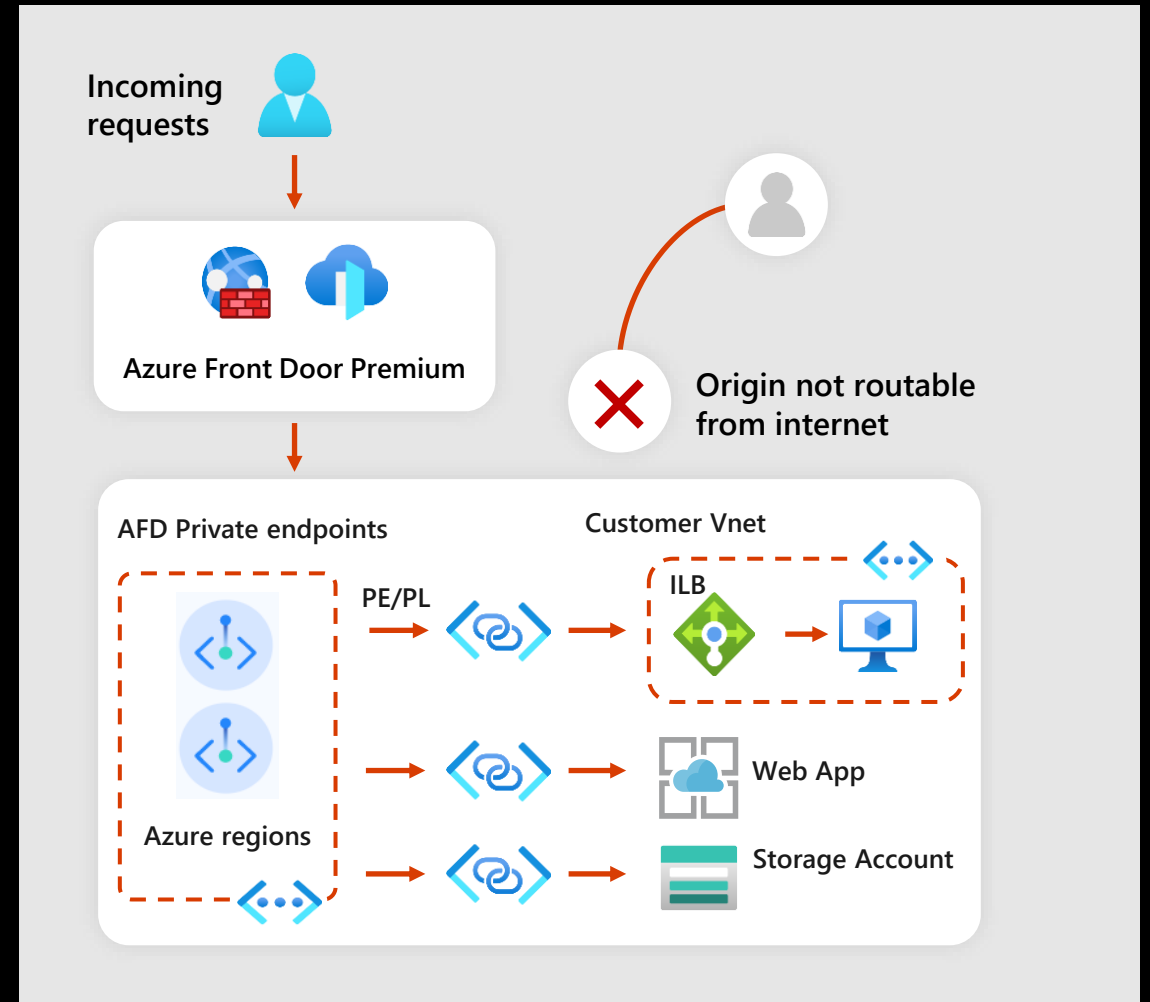 Incoming
requests
Azure Front Door Premium
Origin not routable
from internet
AFD Private endpoints
Customer Vnet
PE/PL
ILB
Web App
Azure regions
Storage Account